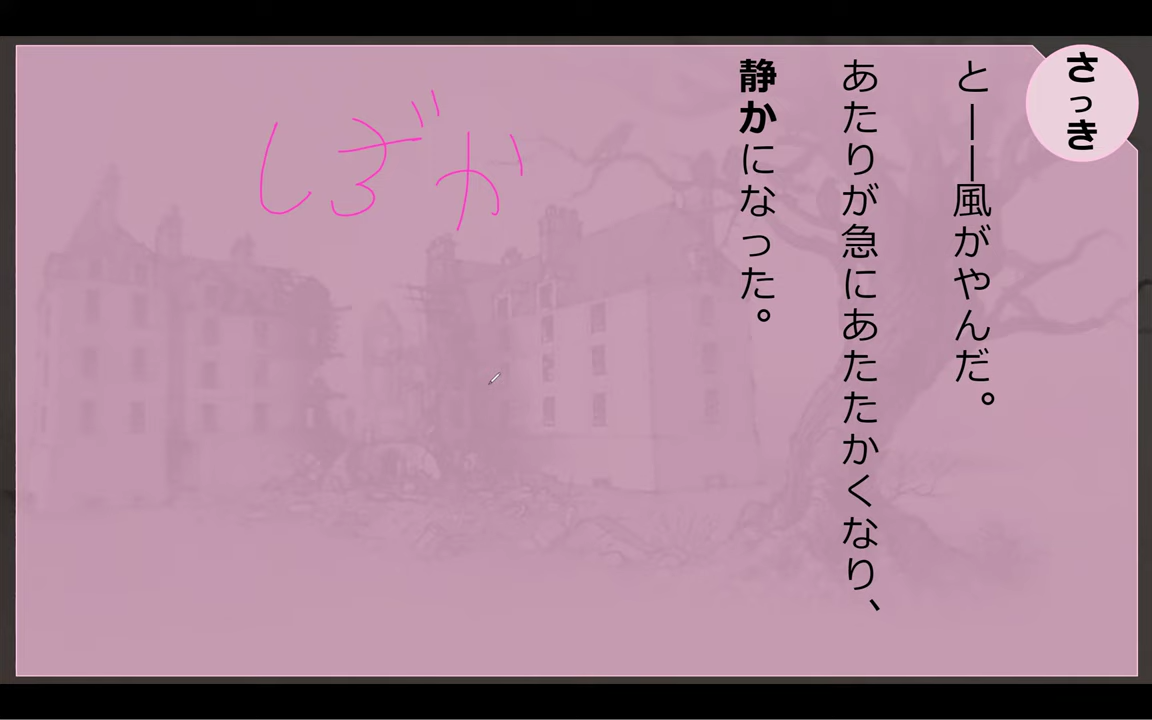 さっき
と――風がやんだ。
あたりが急にあたたかくなり、
静かになった。
しずか